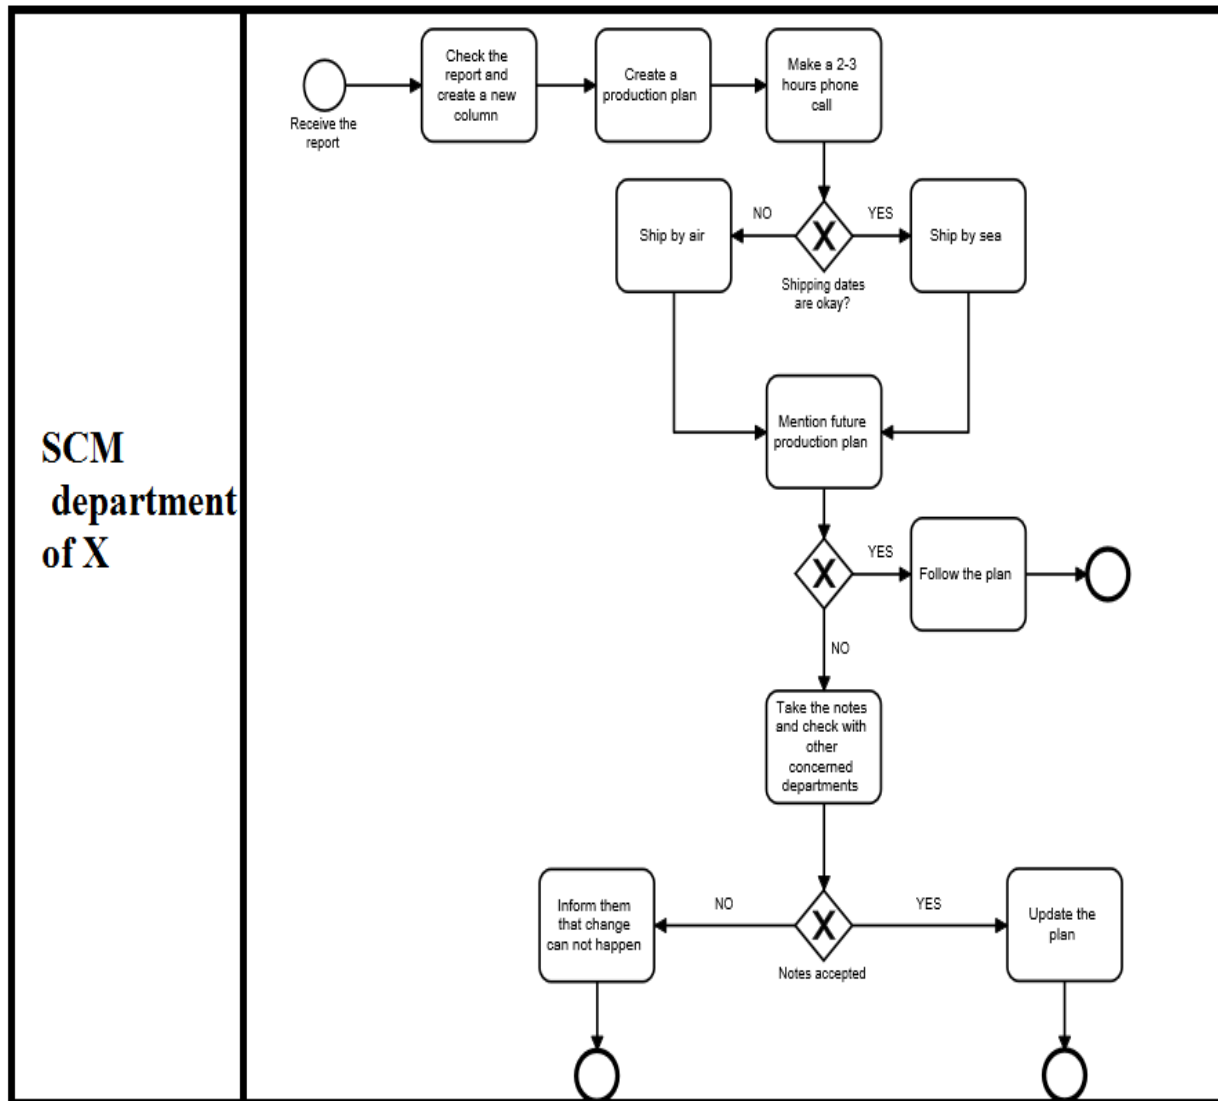 Receive the
report
Check the
report and
create a new
column
Create a
production plan
Make a 2-3
hours phone
call
NO
YES
Ship by air
X
Ship by sea
Shipping dates
are okay?
SCM
department
of X
Mention future
production plan
X
YES
Follow the plan
NO
Take the notes
and check with
other
concerned
departments
Inform them
that change
can not happen
NO
X
YES
Update the
plan
Notes accepted